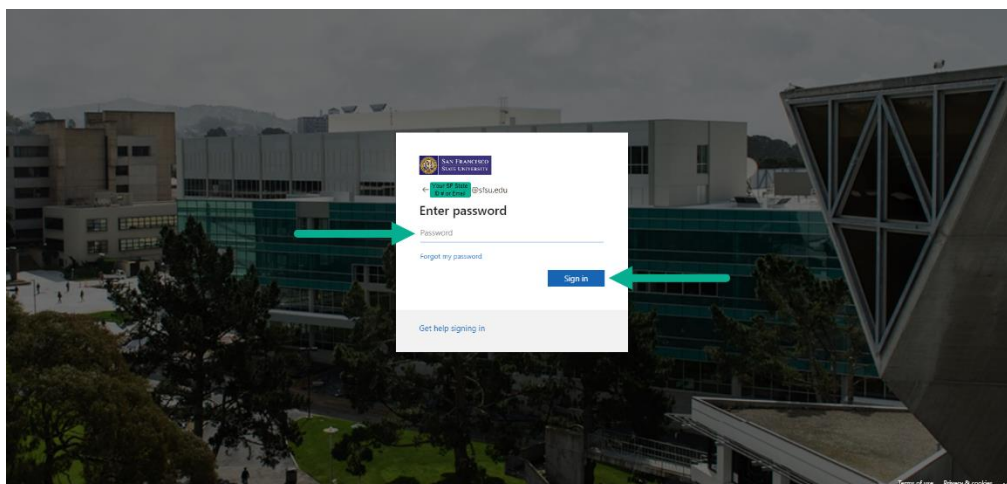 SAN FRANCISCO
STATE UNIVERSITY
← Your SF State
ID # or Email @sfsu.edu
Enter password
Password
Forgot my password
Sign in
Get help signing in
Terms of use Privacy & cookies